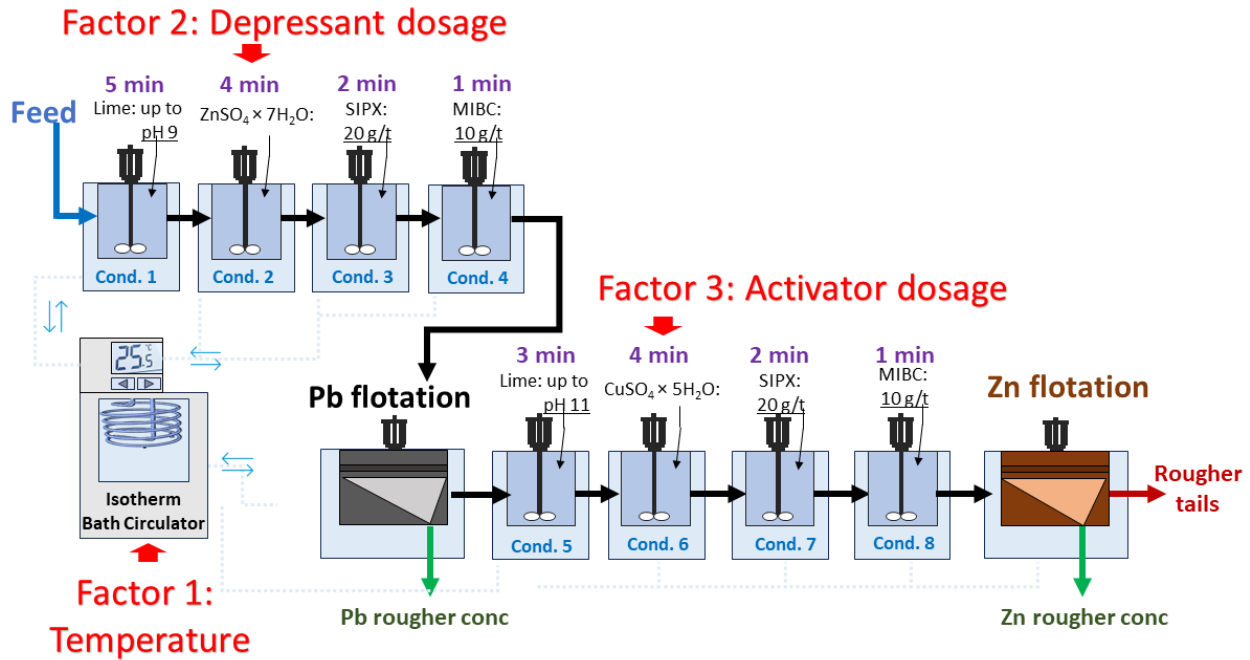 Factor 2: Depressant dosage
5 min
4 min
2 min
1 min
Feed
Lime: up to
pH 9
ZnSO₄ × 7H₂O:
SIPX:
20 g/t
MIBC:
10 g/t
Cond. 1
Cond. 2
Cond. 3
Cond. 4
Factor 3: Activator dosage
25.5 °C
Pb flotation
3 min
4 min
2 min
1 min
Lime: up to
pH 11
CuSO₄ × 5H₂O:
SIPX:
20 g/t
MIBC:
10 g/t
Zn flotation
Isotherm
Bath Circulator
Cond. 5
Cond. 6
Cond. 7
Cond. 8
Rougher
tails
Factor 1:
Temperature
Pb rougher conc
Zn rougher conc